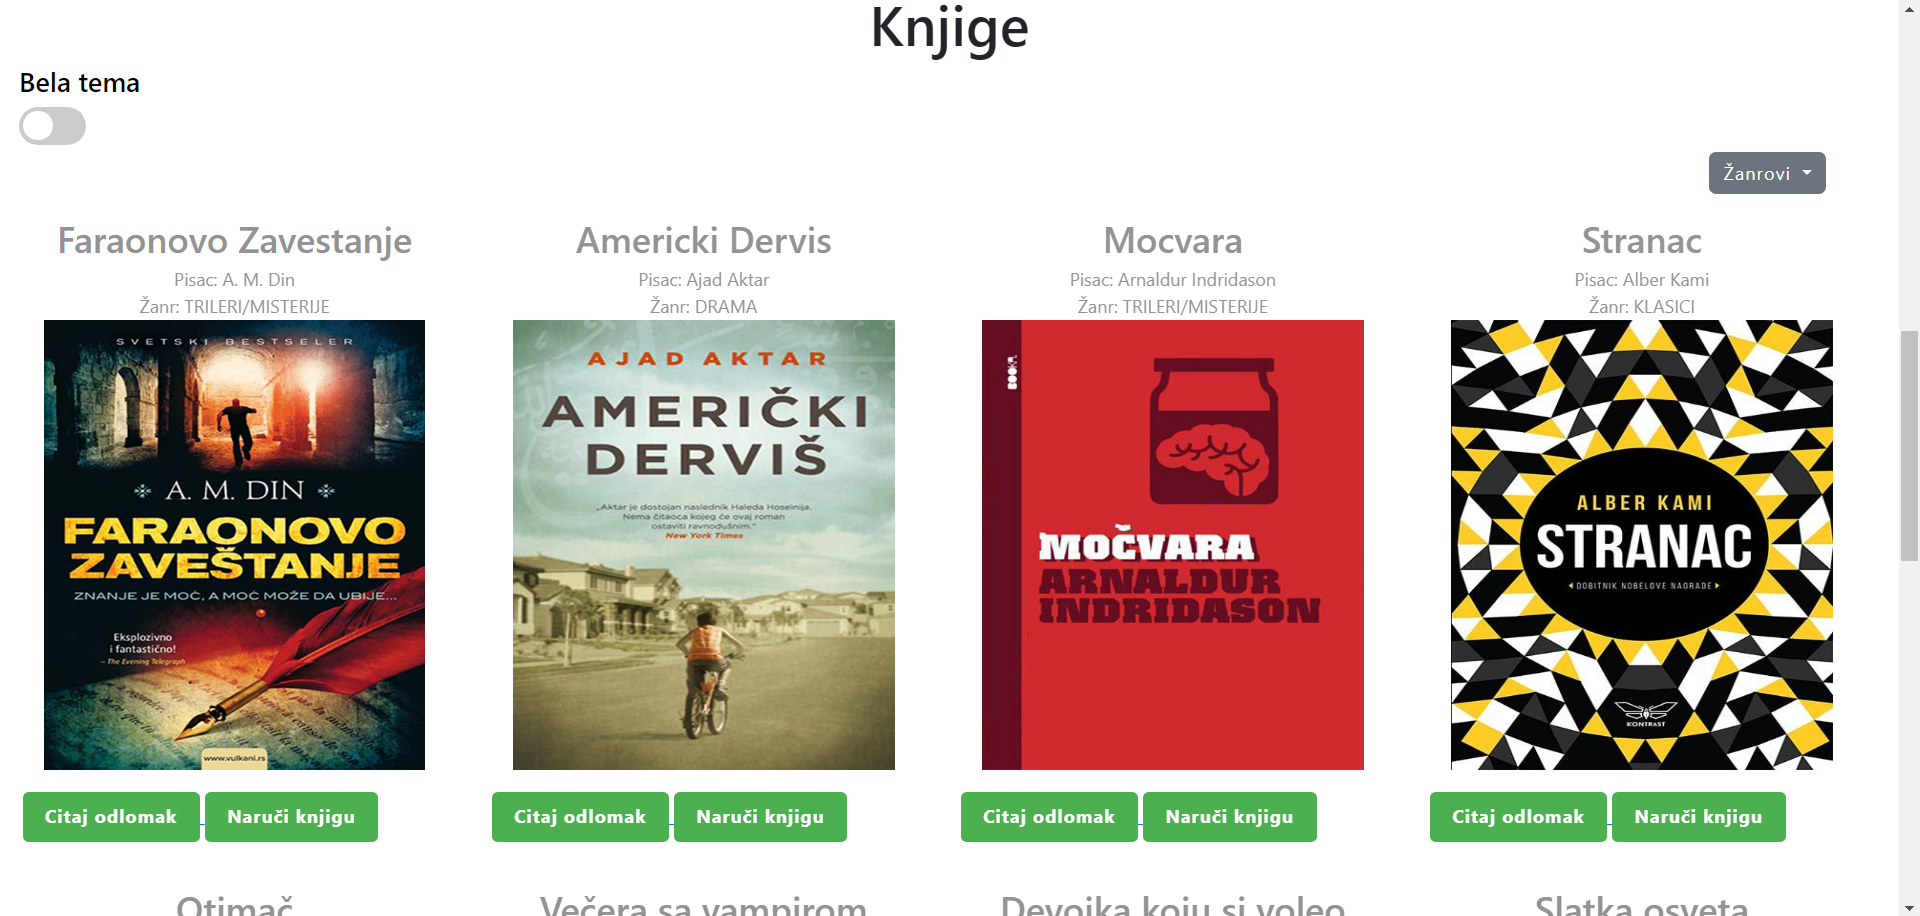 Knjige
Bela tema
Žanrovi
Faraonovo Zavestanje
Pisac: A. M. Din
Žanr: TRILERI/MISTERIJE
SVETSKI BESTSELER
A. M. DIN
FARAONOVO
ZAVEŠTANJE
ZNANJE JE MOĆ, A MOĆ MOŽE DA UBIJE...
Eksplozivno
i fantastično!
– The Evening Telegraph
www.vulkani.rs
Citaj odlomak
Naruči knjigu
Americki Dervis
Pisac: Ajad Aktar
Žanr: DRAMA
AJAD AKTAR
AMERIČKI
DERVIŠ
„Aktar je dostojan naslednik Haleda Hoseinija.
Nema čitaoca kojeg će ovaj roman
ostaviti ravnodušnim.“
New York Times
Citaj odlomak
Naruči knjigu
Mocvara
Pisac: Arnaldur Indridason
Žanr: TRILERI/MISTERIJE
BOOKA
MOČVARA
ARNALDUR
INDRIDASON
Citaj odlomak
Naruči knjigu
Stranac
Pisac: Alber Kami
Žanr: KLASICI
ALBER KAMI
STRANAC
DOBITNIK NOBELOVE NAGRADE
KONTRAST
Citaj odlomak
Naruči knjigu
Otimač
Večera sa vampirom
Devojka koju si voleo
Slatka osveta